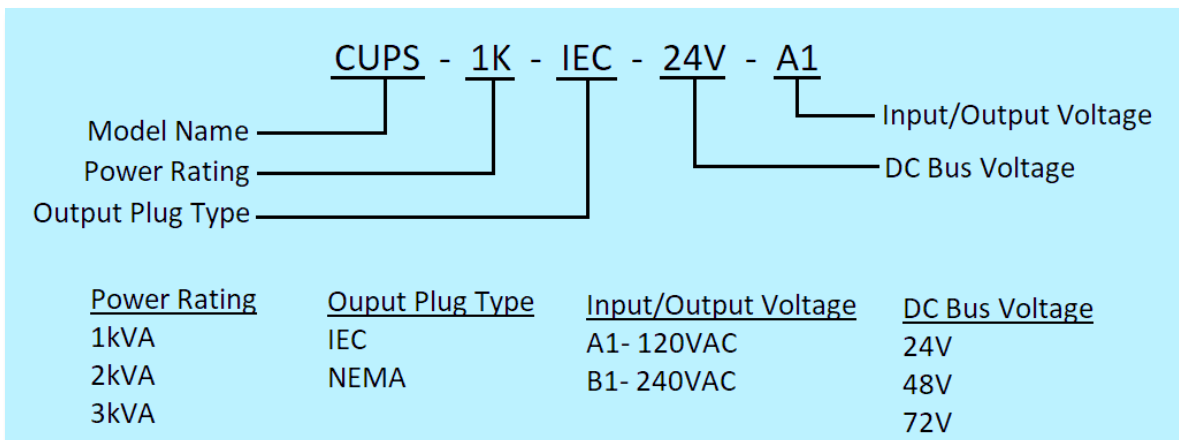 CUPS - 1K - IEC - 24V - A1
Model Name
Power Rating
Output Plug Type
Input/Output Voltage
DC Bus Voltage
Power Rating
1kVA
2kVA
3kVA
Ouput Plug Type
IEC
NEMA
Input/Output Voltage
A1- 120VAC
B1- 240VAC
DC Bus Voltage
24V
48V
72V